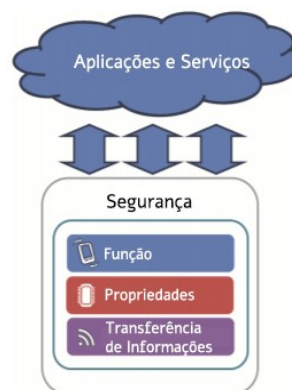 Aplicações e Serviços
Segurança
Função
Propriedades
Transferência
de Informações